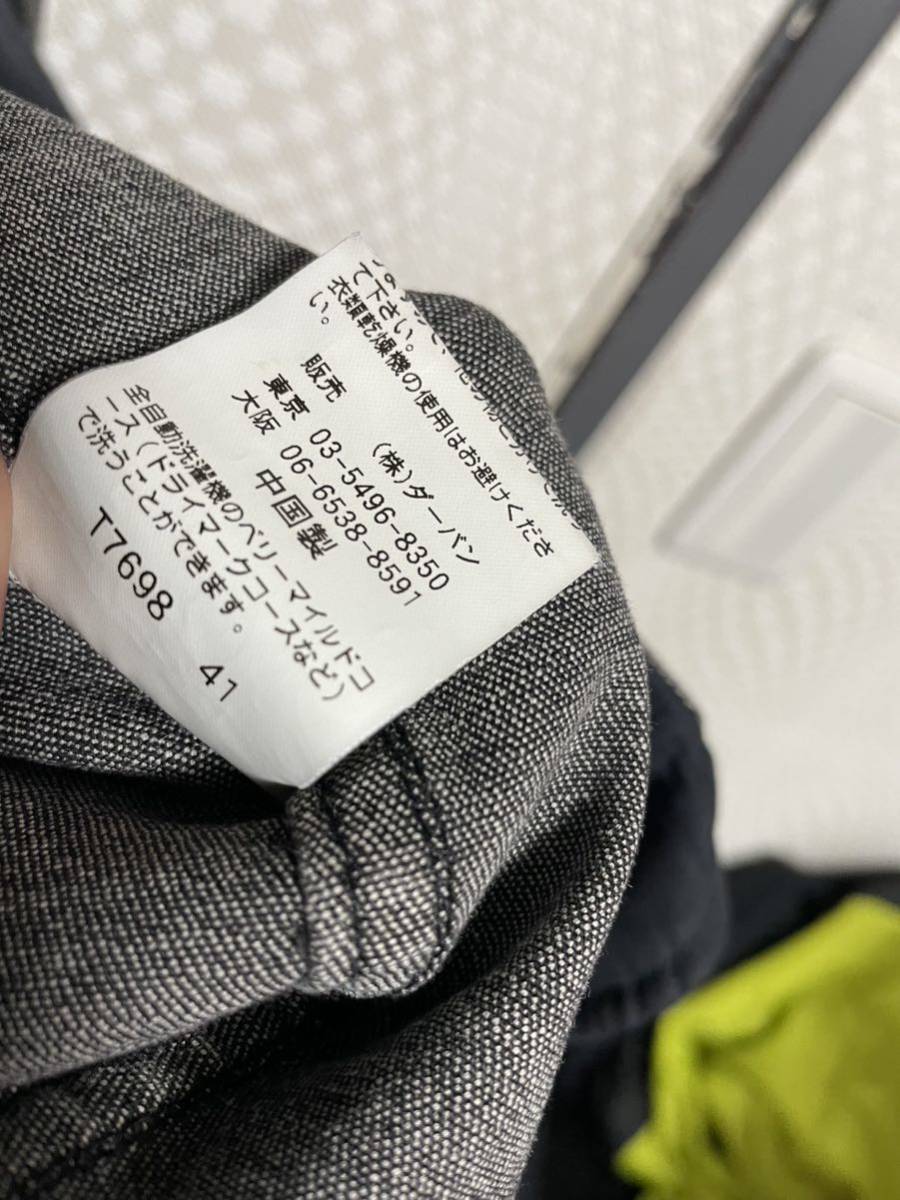 て下さい。
衣類乾燥機の使用はお避けくださ
い。
販売 (株)ダーバン
東京 03-5496-8350
大阪 06-6538-8591
中国製
全自動洗濯機のベリーマイルドコ
ース(ドライマークコースなど)
で洗うことができます。
T7698 41